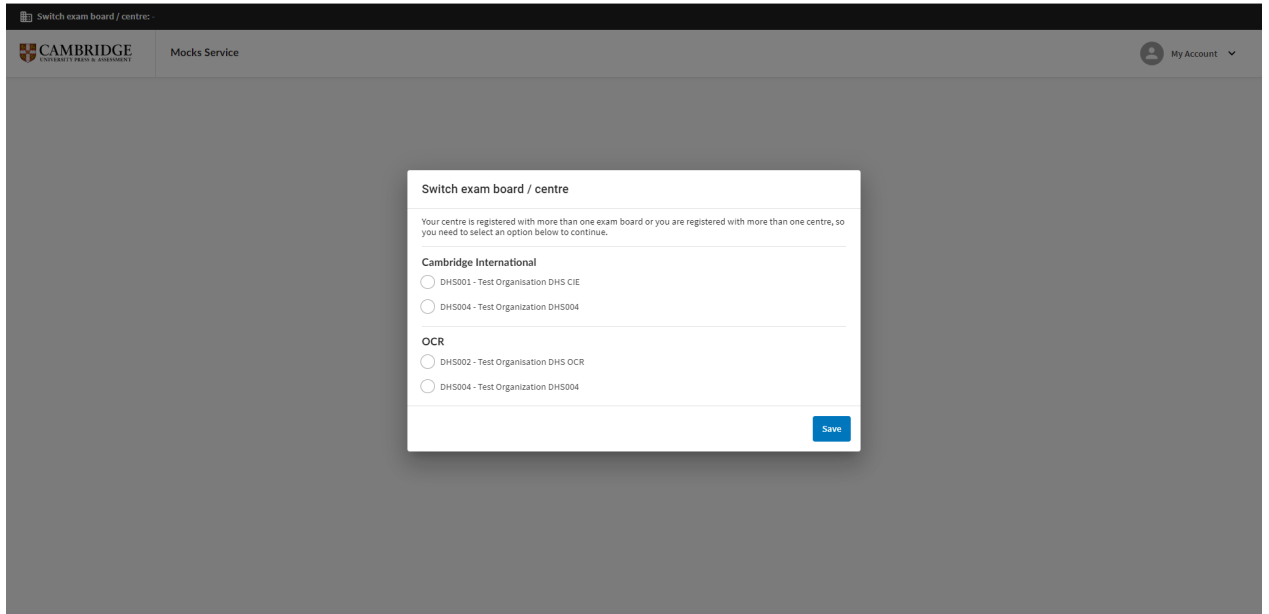 Switch exam board / centre: -
CAMBRIDGE
UNIVERSITY PRESS & ASSESSMENT
Mocks Service
My Account
Switch exam board / centre
Your centre is registered with more than one exam board or you are registered with more than one centre, so
you need to select an option below to continue.
Cambridge International
DHS001 - Test Organisation DHS CIE
DHS004 - Test Organization DHS004
OCR
DHS002 - Test Organisation DHS OCR
DHS004 - Test Organization DHS004
Save